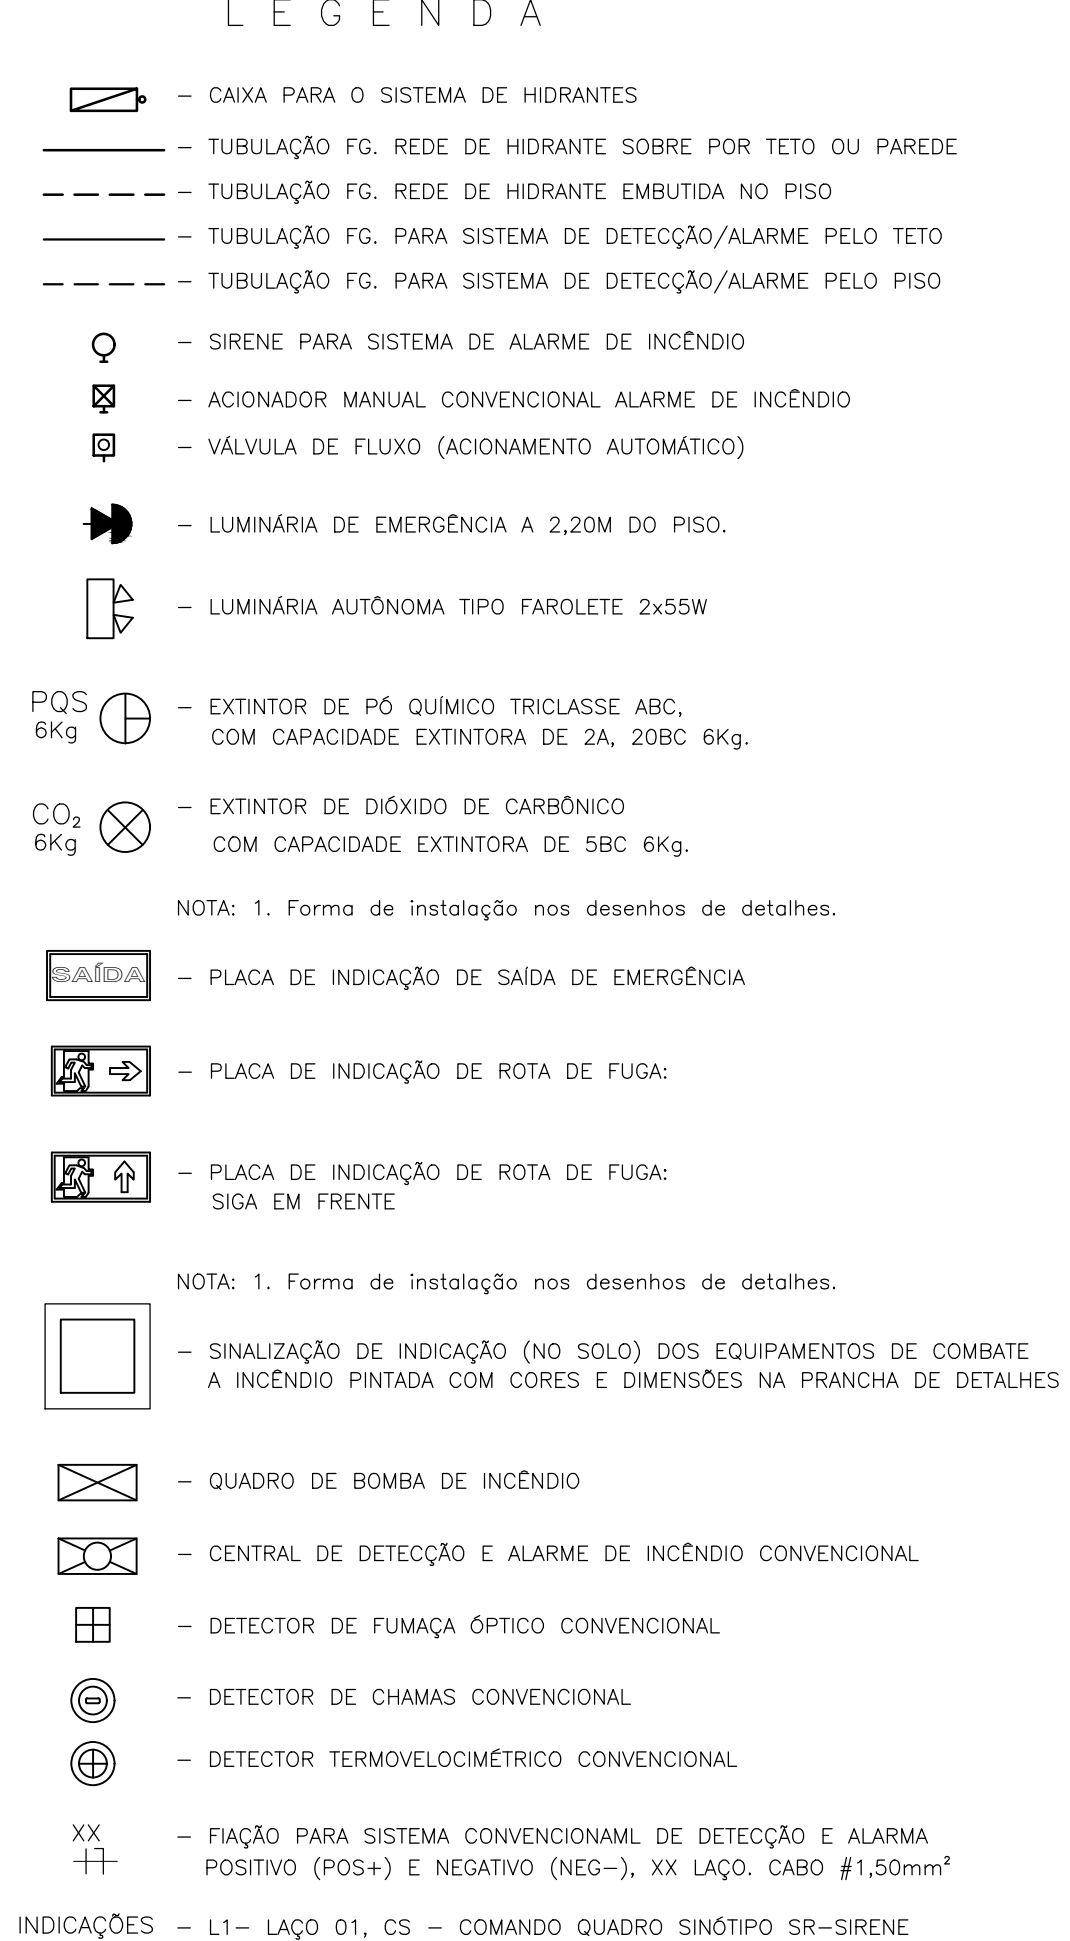 LEGENDA
- CAIXA PARA O SISTEMA DE HIDRANTES
- TUBULAÇÃO FG. REDE DE HIDRANTE SOBRE POR TETO OU PAREDE
- TUBULAÇÃO FG. REDE DE HIDRANTE EMBUTIDA NO PISO
- TUBULAÇÃO FG. PARA SISTEMA DE DETECÇÃO/ALARME PELO TETO
- TUBULAÇÃO FG. PARA SISTEMA DE DETECÇÃO/ALARME PELO PISO
- SIRENE PARA SISTEMA DE ALARME DE INCÊNDIO
- ACIONADOR MANUAL CONVENCIONAL ALARME DE INCÊNDIO
- VÁLVULA DE FLUXO (ACIONAMENTO AUTOMÁTICO)
- LUMINÁRIA DE EMERGÊNCIA A 2,20M DO PISO.
- LUMINÁRIA AUTÔNOMA TIPO FAROLETE 2x55W
PQS
6Kg
- EXTINTOR DE PÓ QUÍMICO TRICLASSE ABC,
COM CAPACIDADE EXTINTORA DE 2A, 20BC 6Kg.
CO₂
6Kg
- EXTINTOR DE DIÓXIDO DE CARBÔNICO
COM CAPACIDADE EXTINTORA DE 5BC 6Kg.
NOTA: 1. Forma de instalação nos desenhos de detalhes.
SAÍDA
- PLACA DE INDICAÇÃO DE SAÍDA DE EMERGÊNCIA
- PLACA DE INDICAÇÃO DE ROTA DE FUGA:
- PLACA DE INDICAÇÃO DE ROTA DE FUGA:
SIGA EM FRENTE
NOTA: 1. Forma de instalação nos desenhos de detalhes.
- SINALIZAÇÃO DE INDICAÇÃO (NO SOLO) DOS EQUIPAMENTOS DE COMBATE
A INCÊNDIO PINTADA COM CORES E DIMENSÕES NA PRANCHA DE DETALHES
- QUADRO DE BOMBA DE INCÊNDIO
- CENTRAL DE DETECÇÃO E ALARME DE INCÊNDIO CONVENCIONAL
- DETECTOR DE FUMAÇA ÓPTICO CONVENCIONAL
- DETECTOR DE CHAMAS CONVENCIONAL
- DETECTOR TERMOVELOCIMÉTRICO CONVENCIONAL
XX
- FIAÇÃO PARA SISTEMA CONVENCIONAML DE DETECÇÃO E ALARMA
POSITIVO (POS+) E NEGATIVO (NEG-), XX LAÇO. CABO #1,50mm²
INDICAÇÕES - L1- LAÇO 01, CS - COMANDO QUADRO SINÓTIPO SR-SIRENE